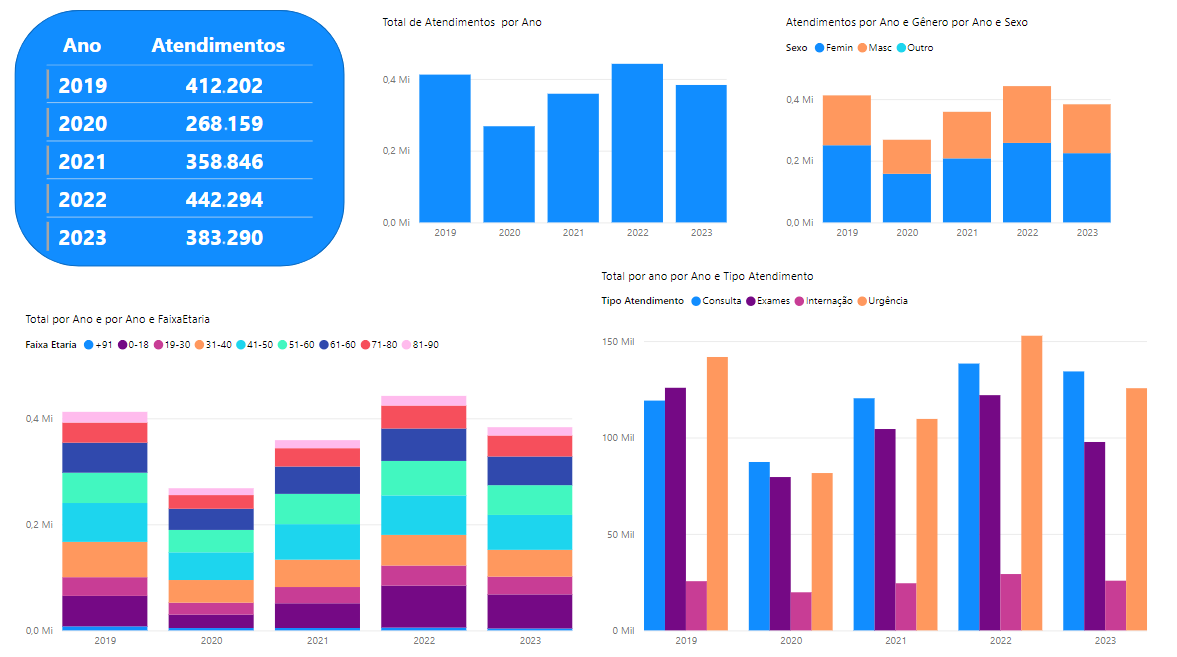 Ano Atendimentos
2019 412.202
2020 268.159
2021 358.846
2022 442.294
2023 383.290
Total de Atendimentos por Ano
0,4 Mi
0,2 Mi
0,0 Mi
2019 2020 2021 2022 2023
Atendimentos por Ano e Gênero por Ano e Sexo
Sexo Femin Masc Outro
0,4 Mi
0,2 Mi
0,0 Mi
2019 2020 2021 2022 2023
Total por Ano e por Ano e FaixaEtaria
Faixa Etaria +91 0-18 19-30 31-40 41-50 51-60 61-60 71-80 81-90
0,4 Mi
0,2 Mi
0,0 Mi
2019 2020 2021 2022 2023
Total por ano por Ano e Tipo Atendimento
Tipo Atendimento Consulta Exames Internação Urgência
150 Mil
100 Mil
50 Mil
0 Mil
2019 2020 2021 2022 2023